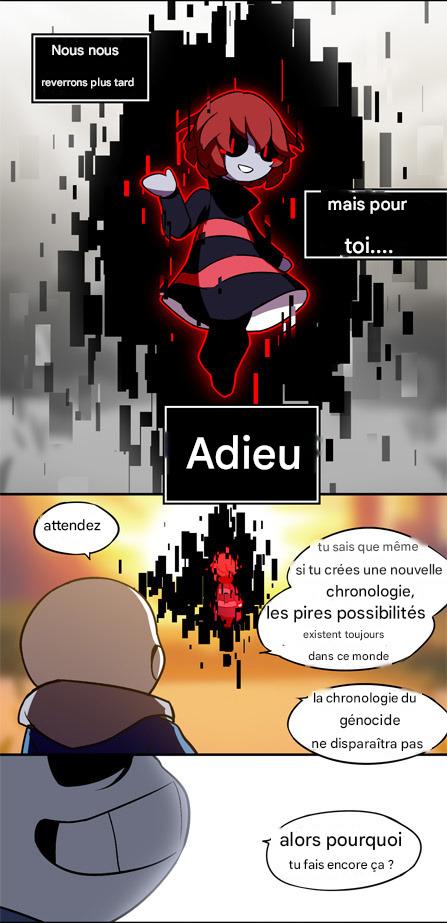 Nous nous
reverrons plus tard
mais pour
toi....
Adieu
attendez
tu sais que même
si tu crées une nouvelle
chronologie,
les pires possibilités
existent toujours
dans ce monde
la chronologie du
génocide
ne disparaîtra pas
alors pourquoi
tu fais encore ça ?